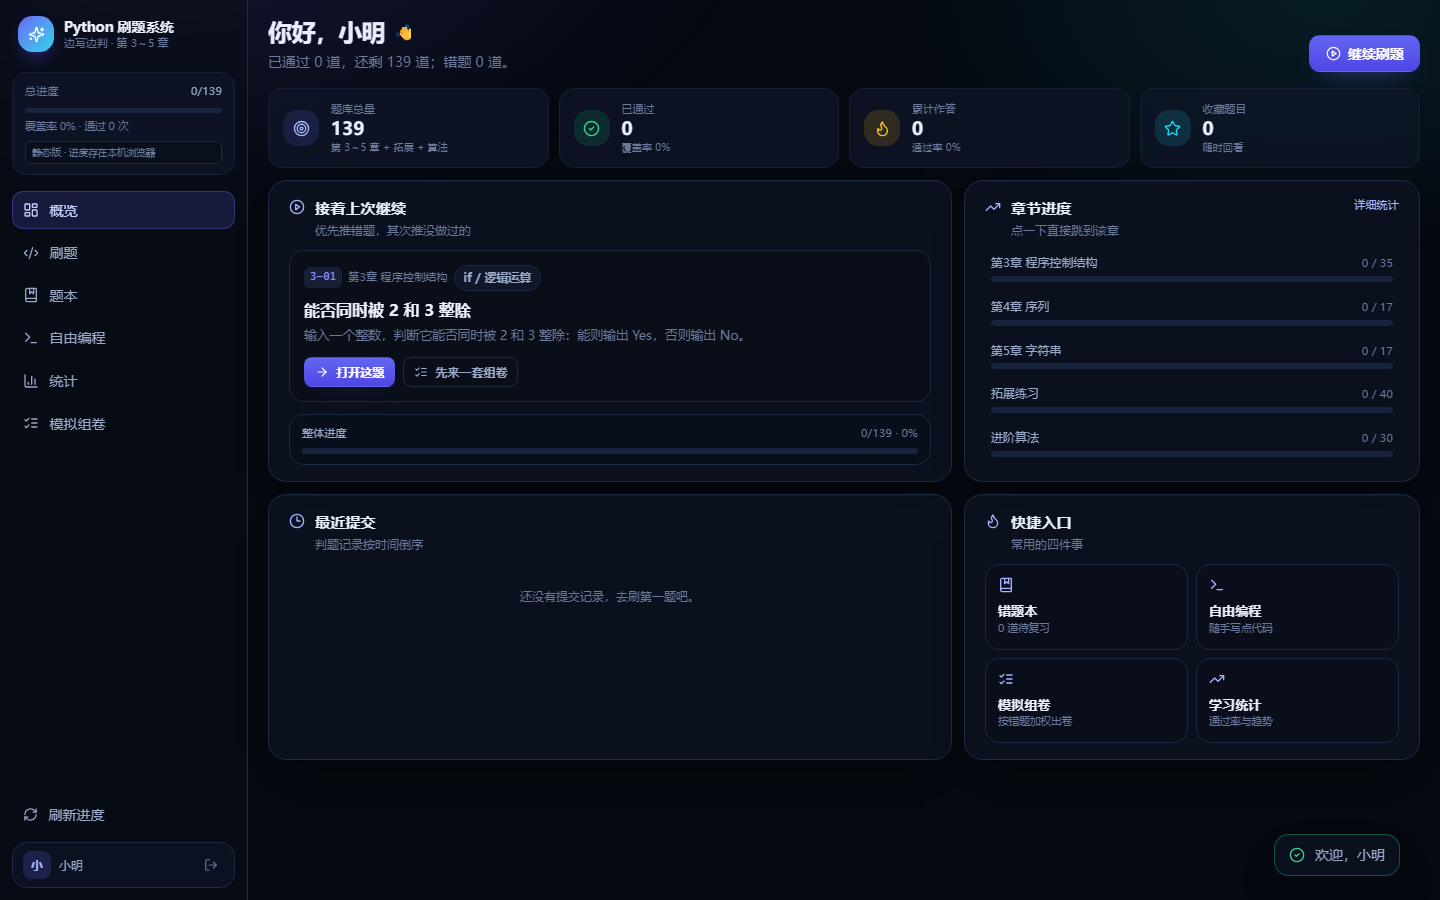 Python 刷题系统
边写边判 · 第 3 ~ 5 章
总进度
0/139
覆盖率 0% · 通过 0 次
静态版 · 进度存在本机浏览器
概览
刷题
题本
自由编程
统计
模拟组卷
刷新进度
小
小明
你好，小明 👋
已通过 0 道，还剩 139 道；错题 0 道。
继续刷题
题库总量
139
第 3 ~ 5 章 + 拓展 + 算法
已通过
0
覆盖率 0%
累计作答
0
通过率 0%
收藏题目
0
随时回看
接着上次继续
优先推错题，其次推没做过的
3-01 第3章 程序控制结构 if / 逻辑运算
能否同时被 2 和 3 整除
输入一个整数，判断它能否同时被 2 和 3 整除：能则输出 Yes，否则输出 No。
打开这题
先来一套组卷
整体进度
0/139 · 0%
章节进度
详细统计
点一下直接跳到该章
第3章 程序控制结构
0 / 35
第4章 序列
0 / 17
第5章 字符串
0 / 17
拓展练习
0 / 40
进阶算法
0 / 30
最近提交
判题记录按时间倒序
还没有提交记录，去刷第一题吧。
快捷入口
常用的四件事
错题本
0 道待复习
自由编程
随手写点代码
模拟组卷
按错题加权出卷
学习统计
通过率与趋势
欢迎，小明